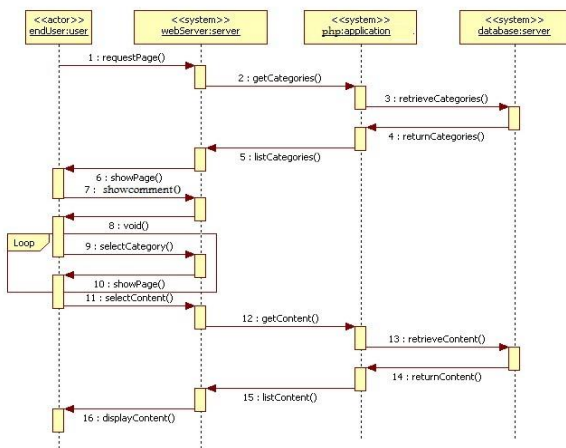 <<actor>>
endUser:user
<<system>>
webServer:server
<<system>>
php:application
<<system>>
database:server
1 : requestPage()
2 : getCategories()
3 : retrieveCategories()
4 : returnCategories()
5 : listCategories()
6 : showPage()
7 : showcomment()
8 : void()
Loop
9 : selectCategory()
10 : showPage()
11 : selectContent()
12 : getContent()
13 : retrieveContent()
14 : returnContent()
15 : listContent()
16 : displayContent()